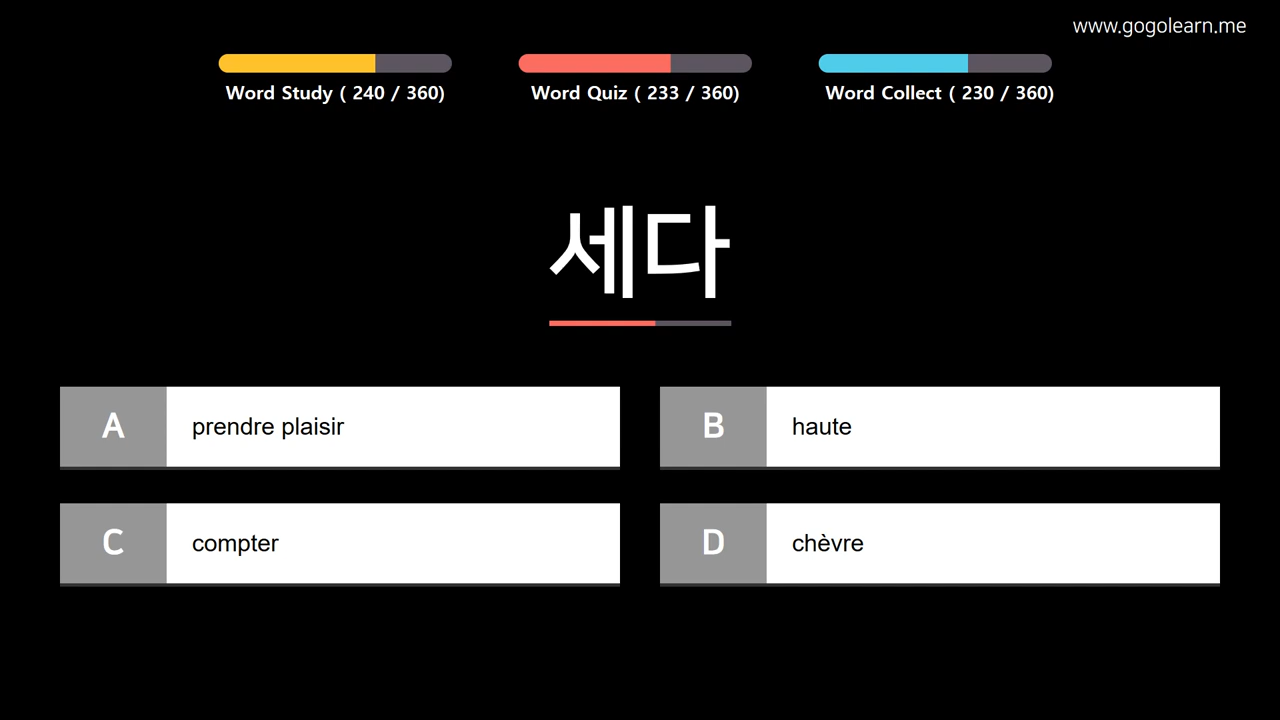 www.gogolearn.me
Word Study ( 240 / 360)
Word Quiz ( 233 / 360)
Word Collect ( 230 / 360)
세다
A prendre plaisir
B haute
C compter
D chèvre